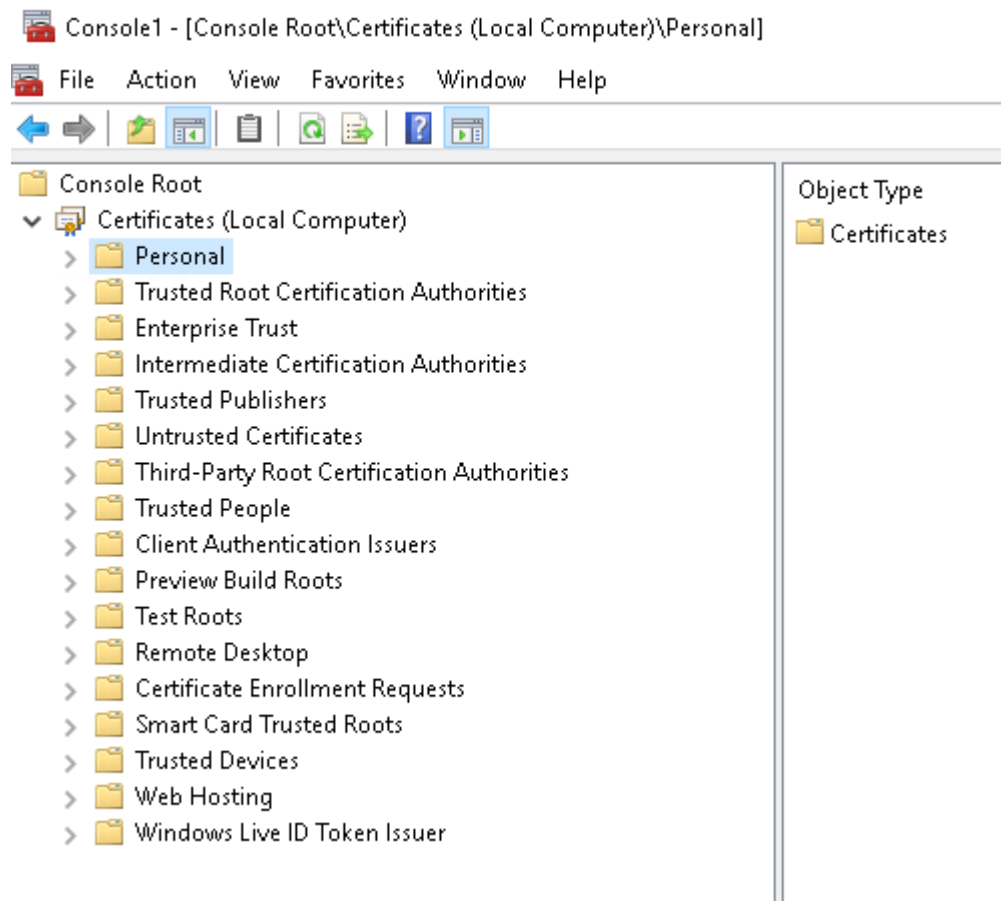 Console1 - [Console Root\Certificates (Local Computer)\Personal]
File Action View Favorites Window Help
Console Root
Certificates (Local Computer)
Personal
Trusted Root Certification Authorities
Enterprise Trust
Intermediate Certification Authorities
Trusted Publishers
Untrusted Certificates
Third-Party Root Certification Authorities
Trusted People
Client Authentication Issuers
Preview Build Roots
Test Roots
Remote Desktop
Certificate Enrollment Requests
Smart Card Trusted Roots
Trusted Devices
Web Hosting
Windows Live ID Token Issuer
Object Type
Certificates